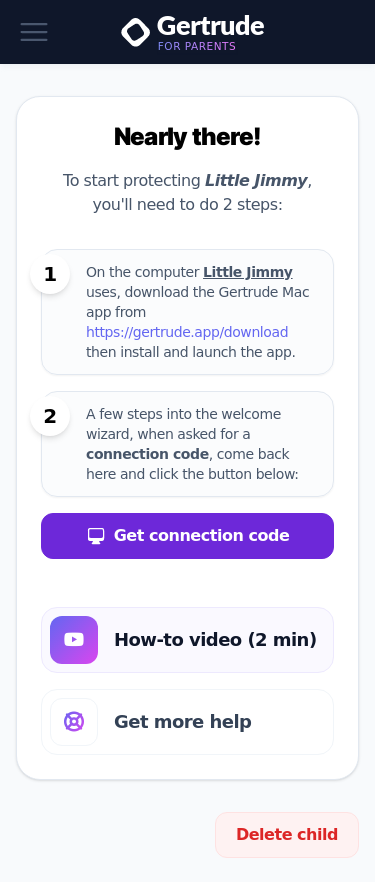 Gertrude
FOR PARENTS
Nearly there!
To start protecting Little Jimmy,
you'll need to do 2 steps:
1
On the computer Little Jimmy
uses, download the Gertrude Mac
app from
https://gertrude.app/download
then install and launch the app.
2
A few steps into the welcome
wizard, when asked for a
connection code, come back
here and click the button below:
Get connection code
How-to video (2 min)
Get more help
Delete child